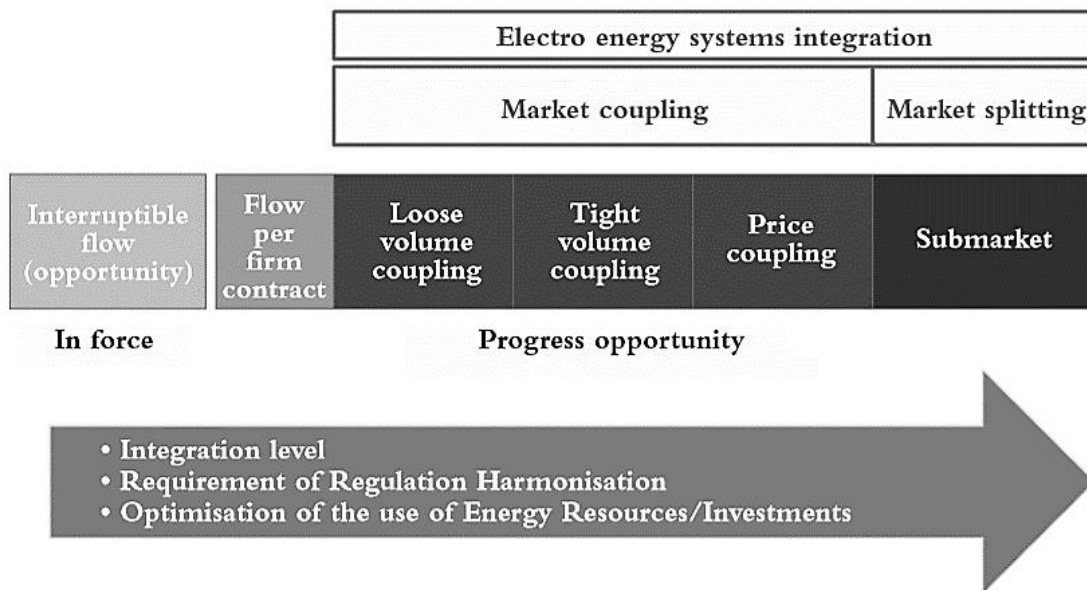 Electro energy systems integration
Market coupling
Market splitting
Interruptible
flow
(opportunity)
Flow
per
firm
contract
Loose
volume
coupling
Tight
volume
coupling
Price
coupling
Submarket
In force
Progress opportunity
• Integration level
• Requirement of Regulation Harmonisation
• Optimisation of the use of Energy Resources/Investments